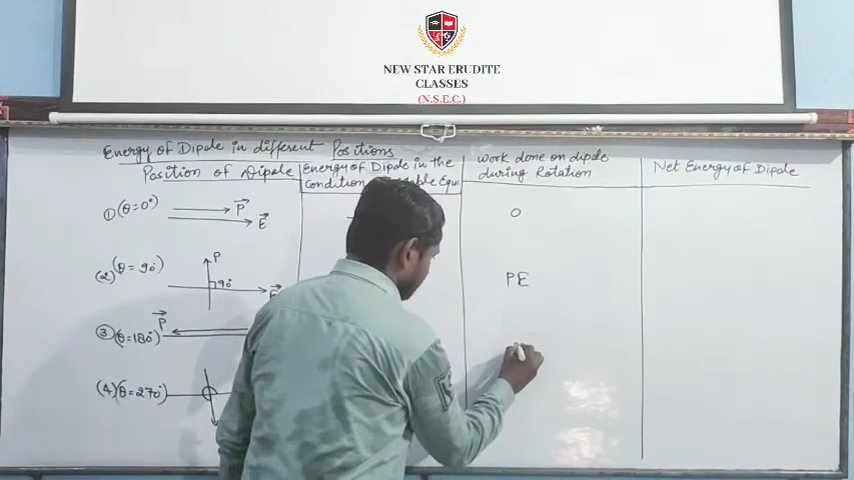 NEW STAR ERUDITE
CLASSES
(N.S.E.C.)
Energy of Dipole in different Positions
Position of Dipole
Energy of Dipole in the
Condition Equi
Work done on dipole
during Rotation
Net Energy of Dipole
① (θ=0°) P⃗
E⃗
0
(2) (θ=90°) P
90°
E
PE
③ (θ=180°) P⃗
(4) (θ=270°)